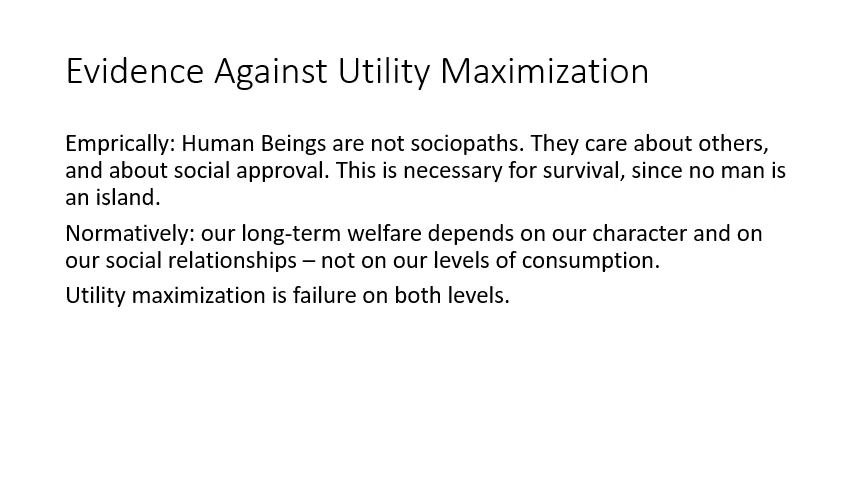 Evidence Against Utility Maximization
Emprically: Human Beings are not sociopaths. They care about others,
and about social approval. This is necessary for survival, since no man is
an island.
Normatively: our long-term welfare depends on our character and on
our social relationships – not on our levels of consumption.
Utility maximization is failure on both levels.